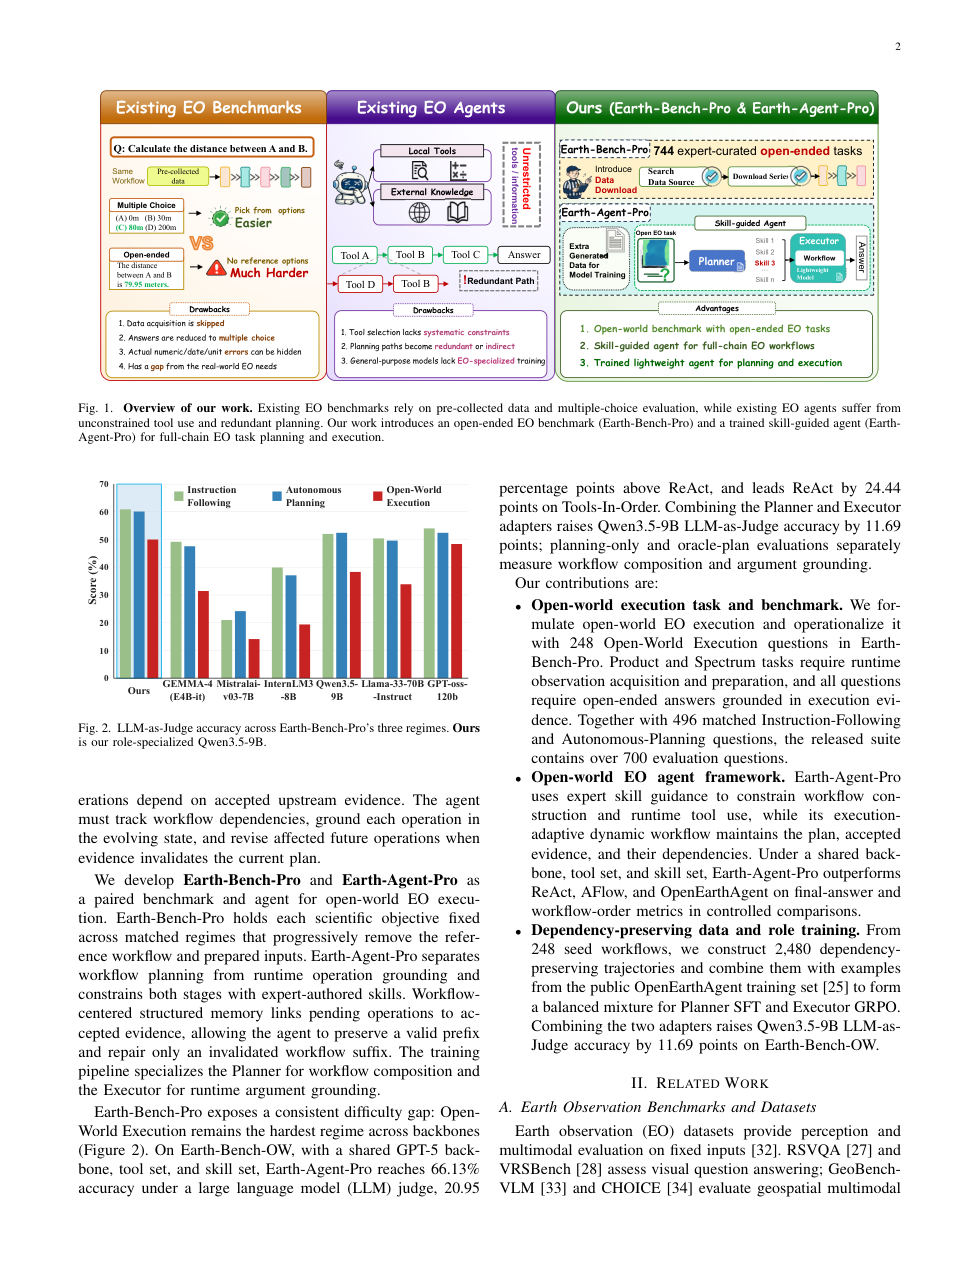 2
Existing EO Benchmarks
Q: Calculate the distance between A and B.
Same
Workflow
Pre-collected
data
Multiple Choice
(A) 0m (B) 30m
(C) 80m (D) 200m
Pick from options
Easier
VS
Open-ended
The distance
between A and B
is 79.95 meters.
No reference options
Much Harder
Drawbacks
1. Data acquisition is skipped
2. Answers are reduced to multiple choice
3. Actual numeric/date/unit errors can be hidden
4. Has a gap from the real-world EO needs
Existing EO Agents
Local Tools
External Knowledge
Unrestricted
tools / information
Tool A
Tool B
Tool C
Answer
Tool D
Tool B
!Redundant Path
Drawbacks
1. Tool selection lacks systematic constraints
2. Planning paths become redundant or indirect
3. General-purpose models lack EO-specialized training
Ours (Earth-Bench-Pro & Earth-Agent-Pro)
Earth-Bench-Pro
744 expert-curated open-ended tasks
Introduce
Data
Download
Search
Data Source
Download Series
Earth-Agent-Pro
Skill-guided Agent
Extra
Generated
Data for
Model Training
Open EO task
?
Planner
Skill 1
Skill 2
Skill 3
...
Skill n
Executor
Workflow
Lightweight
Model
Answer
Advantages
1. Open-world benchmark with open-ended EO tasks
2. Skill-guided agent for full-chain EO workflows
3. Trained lightweight agent for planning and execution
Fig. 1. Overview of our work. Existing EO benchmarks rely on pre-collected data and multiple-choice evaluation, while existing EO agents suffer from
unconstrained tool use and redundant planning. Our work introduces an open-ended EO benchmark (Earth-Bench-Pro) and a trained skill-guided agent (Earth-
Agent-Pro) for full-chain EO task planning and execution.
Score (%)
70
60
50
40
30
20
10
0
Instruction
Following
Autonomous
Planning
Open-World
Execution
Ours
GEMMA-4
(E4B-it)
Mistralai-
v03-7B
InternLM3
-8B
Qwen3.5-
9B
Llama-33-70B
-Instruct
GPT-oss-
120b
Fig. 2. LLM-as-Judge accuracy across Earth-Bench-Pro's three regimes. Ours
is our role-specialized Qwen3.5-9B.
erations depend on accepted upstream evidence. The agent
must track workflow dependencies, ground each operation in
the evolving state, and revise affected future operations when
evidence invalidates the current plan.
We develop Earth-Bench-Pro and Earth-Agent-Pro as
a paired benchmark and agent for open-world EO execu-
tion. Earth-Bench-Pro holds each scientific objective fixed
across matched regimes that progressively remove the refer-
ence workflow and prepared inputs. Earth-Agent-Pro separates
workflow planning from runtime operation grounding and
constrains both stages with expert-authored skills. Workflow-
centered structured memory links pending operations to ac-
cepted evidence, allowing the agent to preserve a valid prefix
and repair only an invalidated workflow suffix. The training
pipeline specializes the Planner for workflow composition and
the Executor for runtime argument grounding.
Earth-Bench-Pro exposes a consistent difficulty gap: Open-
World Execution remains the hardest regime across backbones
(Figure 2). On Earth-Bench-OW, with a shared GPT-5 back-
bone, tool set, and skill set, Earth-Agent-Pro reaches 66.13%
accuracy under a large language model (LLM) judge, 20.95
percentage points above ReAct, and leads ReAct by 24.44
points on Tools-In-Order. Combining the Planner and Executor
adapters raises Qwen3.5-9B LLM-as-Judge accuracy by 11.69
points; planning-only and oracle-plan evaluations separately
measure workflow composition and argument grounding.
Our contributions are:
• Open-world execution task and benchmark. We for-
mulate open-world EO execution and operationalize it
with 248 Open-World Execution questions in Earth-
Bench-Pro. Product and Spectrum tasks require runtime
observation acquisition and preparation, and all questions
require open-ended answers grounded in execution evi-
dence. Together with 496 matched Instruction-Following
and Autonomous-Planning questions, the released suite
contains over 700 evaluation questions.
• Open-world EO agent framework. Earth-Agent-Pro
uses expert skill guidance to constrain workflow con-
struction and runtime tool use, while its execution-
adaptive dynamic workflow maintains the plan, accepted
evidence, and their dependencies. Under a shared back-
bone, tool set, and skill set, Earth-Agent-Pro outperforms
ReAct, AFlow, and OpenEarthAgent on final-answer and
workflow-order metrics in controlled comparisons.
• Dependency-preserving data and role training. From
248 seed workflows, we construct 2,480 dependency-
preserving trajectories and combine them with examples
from the public OpenEarthAgent training set [25] to form
a balanced mixture for Planner SFT and Executor GRPO.
Combining the two adapters raises Qwen3.5-9B LLM-as-
Judge accuracy by 11.69 points on Earth-Bench-OW.
II. RELATED WORK
A. Earth Observation Benchmarks and Datasets
Earth observation (EO) datasets provide perception and
multimodal evaluation on fixed inputs [32]. RSVQA [27] and
VRSBench [28] assess visual question answering; GeoBench-
VLM [33] and CHOICE [34] evaluate geospatial multimodal